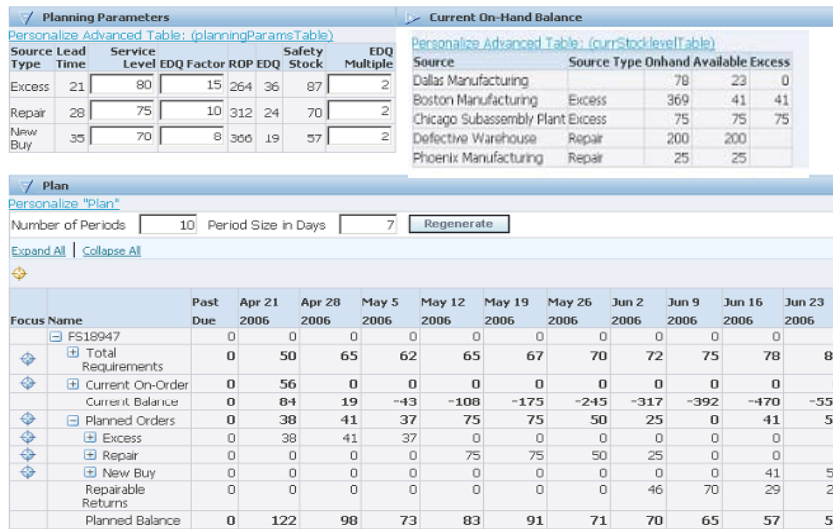 Planning Parameters
Personalize Advanced Table: (planningParamsTable)
Source Type Lead Time Service Level EDQ Factor ROP EDQ Safety Stock EDQ Multiple
Excess 21 80 15 264 36 87 2
Repair 28 75 10 312 24 70 2
New Buy 35 70 8 366 19 57 2
Current On-Hand Balance
Personalize Advanced Table: (currStocklevelTable)
Source Source Type Onhand Available Excess
Dallas Manufacturing 78 23 0
Boston Manufacturing Excess 369 41 41
Chicago Subassembly Plant Excess 75 75 75
Defective Warehouse Repair 200 200
Phoenix Manufacturing Repair 25 25
Plan
Personalize "Plan"
Number of Periods 10 Period Size in Days 7 Regenerate
Expand All | Collapse All
Focus Name Past Due Apr 21 2006 Apr 28 2006 May 5 2006 May 12 2006 May 19 2006 May 26 2006 Jun 2 2006 Jun 9 2006 Jun 16 2006 Jun 23 2006
FS18947 0 0 0 0 0 0 0 0 0 0
Total Requirements 0 50 65 62 65 67 70 72 75 78 8
Current On-Order 0 56 0 0 0 0 0 0 0 0
Current Balance 0 84 19 -43 -108 -175 -245 -317 -392 -470 -55
Planned Orders 0 38 41 37 75 75 50 25 0 41 5
Excess 0 38 41 37 0 0 0 0 0 0
Repair 0 0 0 0 75 75 50 25 0 0
New Buy 0 0 0 0 0 0 0 0 0 41 5
Repairable Returns 0 0 0 0 0 0 0 46 70 29 2
Planned Balance 0 122 98 73 83 91 71 70 65 57 5